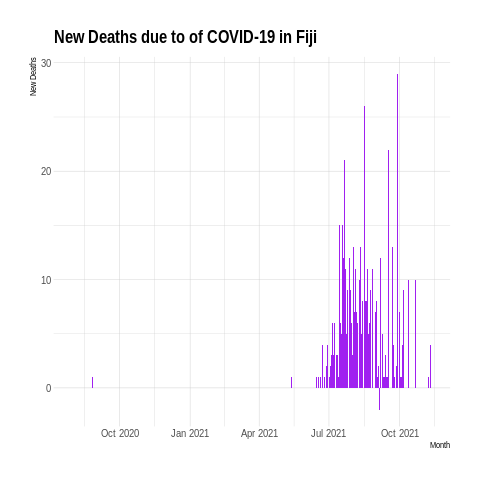 New Deaths due to of COVID-19 in Fiji
New Deaths
30
20
10
0
Oct 2020 Jan 2021 Apr 2021 Jul 2021 Oct 2021
Month